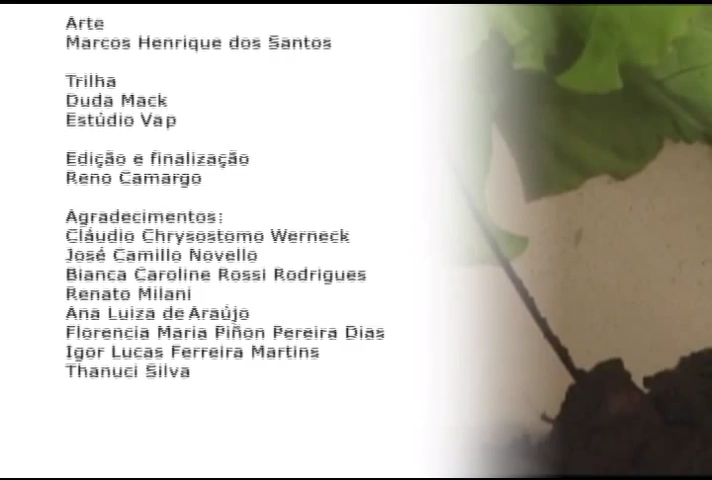 Arte
Marcos Henrique dos Santos
Trilha
Duda Mack
Estúdio Vap
Edição e finalização
Reno Camargo
Agradecimentos:
Cláudio Chrysostomo Werneck
José Camillo Novello
Bianca Caroline Rossi Rodrigues
Renato Milani
Ana Luiza de Araújo
Florencia Maria Piñon Pereira Dias
Igor Lucas Ferreira Martins
Thanuci Silva